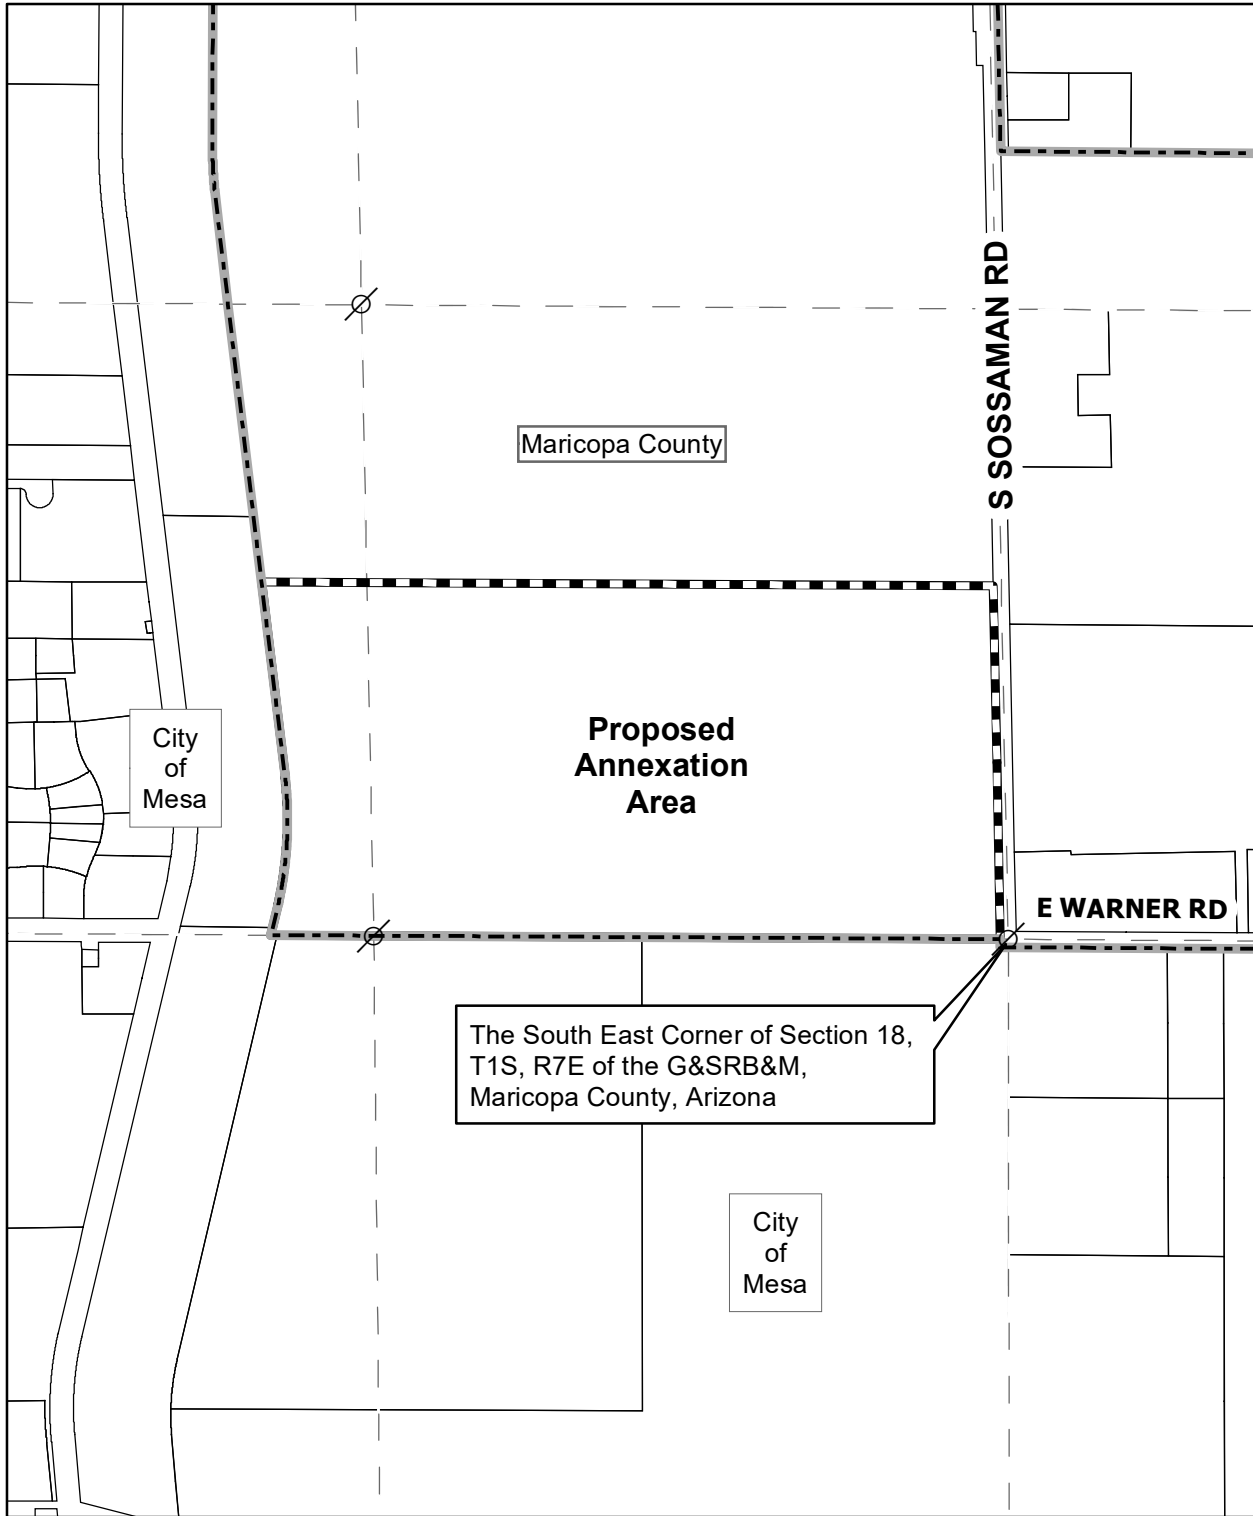 S SOSSAMAN RD
Maricopa County
Proposed
Annexation
Area
City
of
Mesa
E WARNER RD
The South East Corner of Section 18,
T1S, R7E of the G&SRB&M,
Maricopa County, Arizona
City
of
Mesa